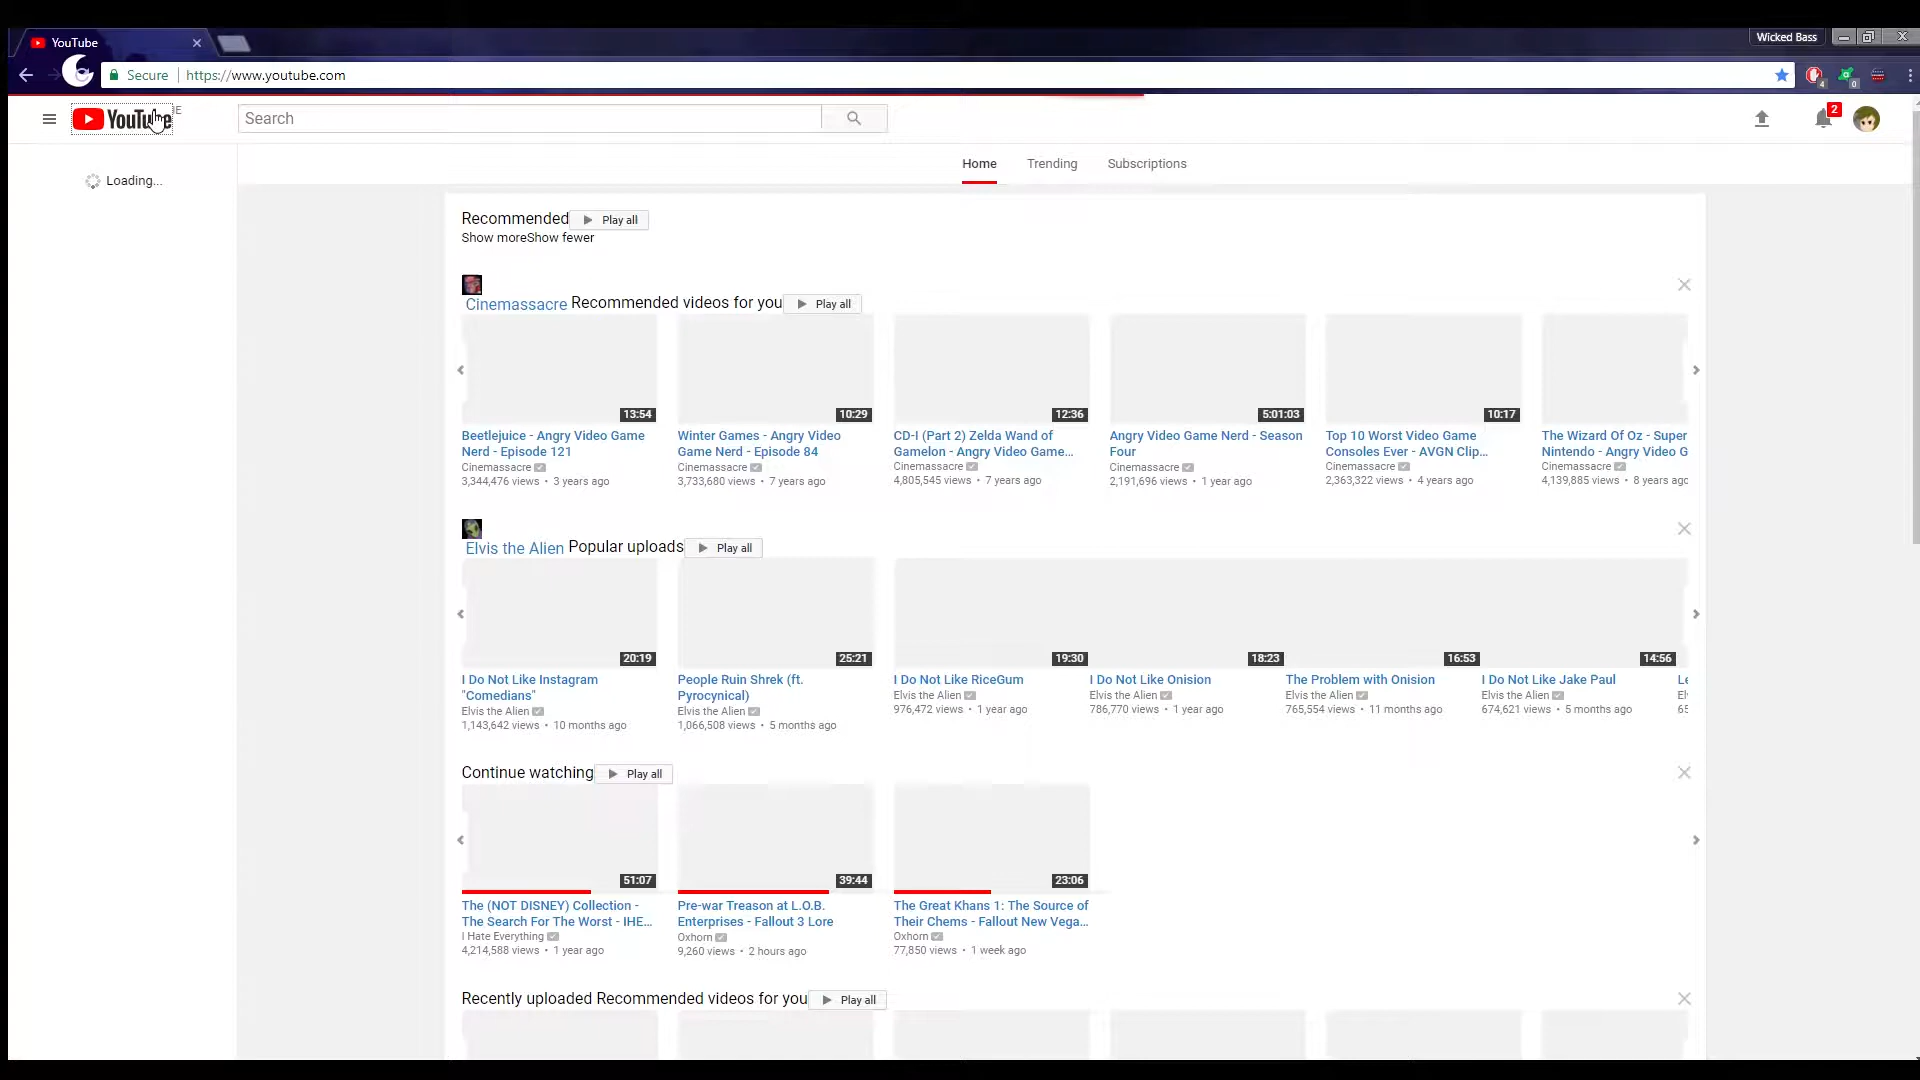 YouTube
Wicked Bass
Secure
https://www.youtube.com
4
0
YouTube
Search
2
Loading...
Home
Trending
Subscriptions
Recommended
Play all
Show moreShow fewer
Cinemassacre Recommended videos for you
Play all
13:54
10:29
12:36
5:01:03
10:17
Beetlejuice - Angry Video Game
Nerd - Episode 121
Cinemassacre
3,344,476 views • 3 years ago
Winter Games - Angry Video
Game Nerd - Episode 84
Cinemassacre
3,733,680 views • 7 years ago
CD-I (Part 2) Zelda Wand of
Gamelon - Angry Video Game...
Cinemassacre
4,805,545 views • 7 years ago
Angry Video Game Nerd - Season
Four
Cinemassacre
2,191,696 views • 1 year ago
Top 10 Worst Video Game
Consoles Ever - AVGN Clip...
Cinemassacre
2,363,322 views • 4 years ago
The Wizard Of Oz - Super
Nintendo - Angry Video G
Cinemassacre
4,139,885 views • 8 years ago
Elvis the Alien Popular uploads
Play all
20:19
25:21
19:30
18:23
16:53
14:56
I Do Not Like Instagram
"Comedians"
Elvis the Alien
1,143,642 views • 10 months ago
People Ruin Shrek (ft.
Pyrocynical)
Elvis the Alien
1,066,508 views • 5 months ago
I Do Not Like RiceGum
Elvis the Alien
976,472 views • 1 year ago
I Do Not Like Onision
Elvis the Alien
786,770 views • 1 year ago
The Problem with Onision
Elvis the Alien
765,554 views • 11 months ago
I Do Not Like Jake Paul
Elvis the Alien
674,621 views • 5 months ago
Le
El
65
Continue watching
Play all
51:07
39:44
23:06
The (NOT DISNEY) Collection -
The Search For The Worst - IHE...
I Hate Everything
4,214,588 views • 1 year ago
Pre-war Treason at L.O.B.
Enterprises - Fallout 3 Lore
Oxhorn
9,260 views • 2 hours ago
The Great Khans 1: The Source of
Their Chems - Fallout New Vega...
Oxhorn
77,850 views • 1 week ago
Recently uploaded Recommended videos for you
Play all